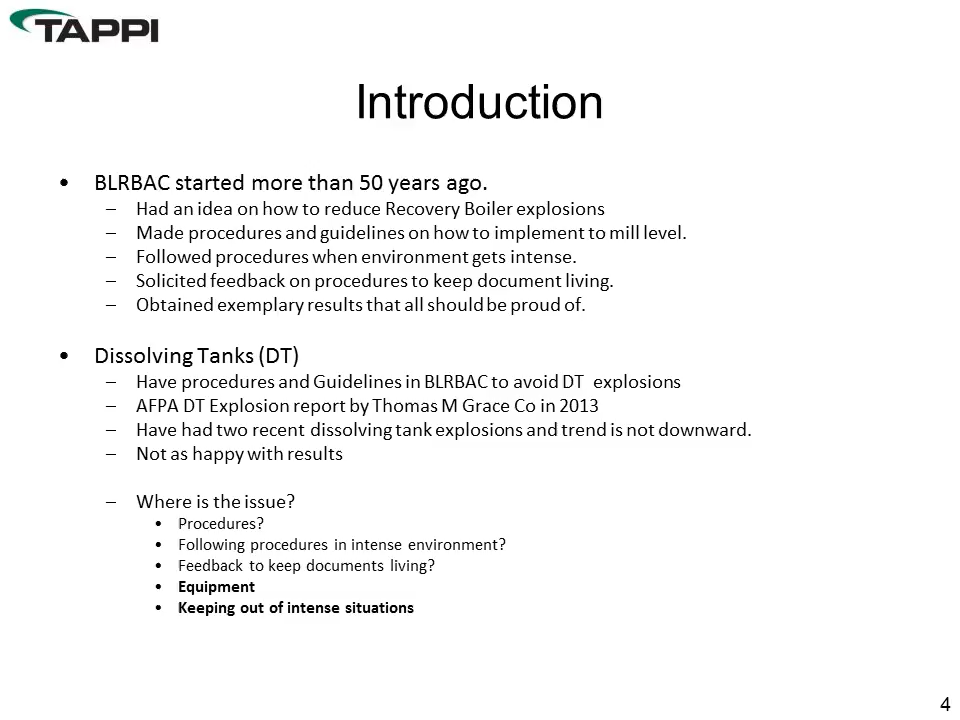 TAPPI
Introduction
• BLRBAC started more than 50 years ago.
– Had an idea on how to reduce Recovery Boiler explosions
– Made procedures and guidelines on how to implement to mill level.
– Followed procedures when environment gets intense.
– Solicited feedback on procedures to keep document living.
– Obtained exemplary results that all should be proud of.
• Dissolving Tanks (DT)
– Have procedures and Guidelines in BLRBAC to avoid DT explosions
– AFPA DT Explosion report by Thomas M Grace Co in 2013
– Have had two recent dissolving tank explosions and trend is not downward.
– Not as happy with results
– Where is the issue?
• Procedures?
• Following procedures in intense environment?
• Feedback to keep documents living?
• Equipment
• Keeping out of intense situations
4